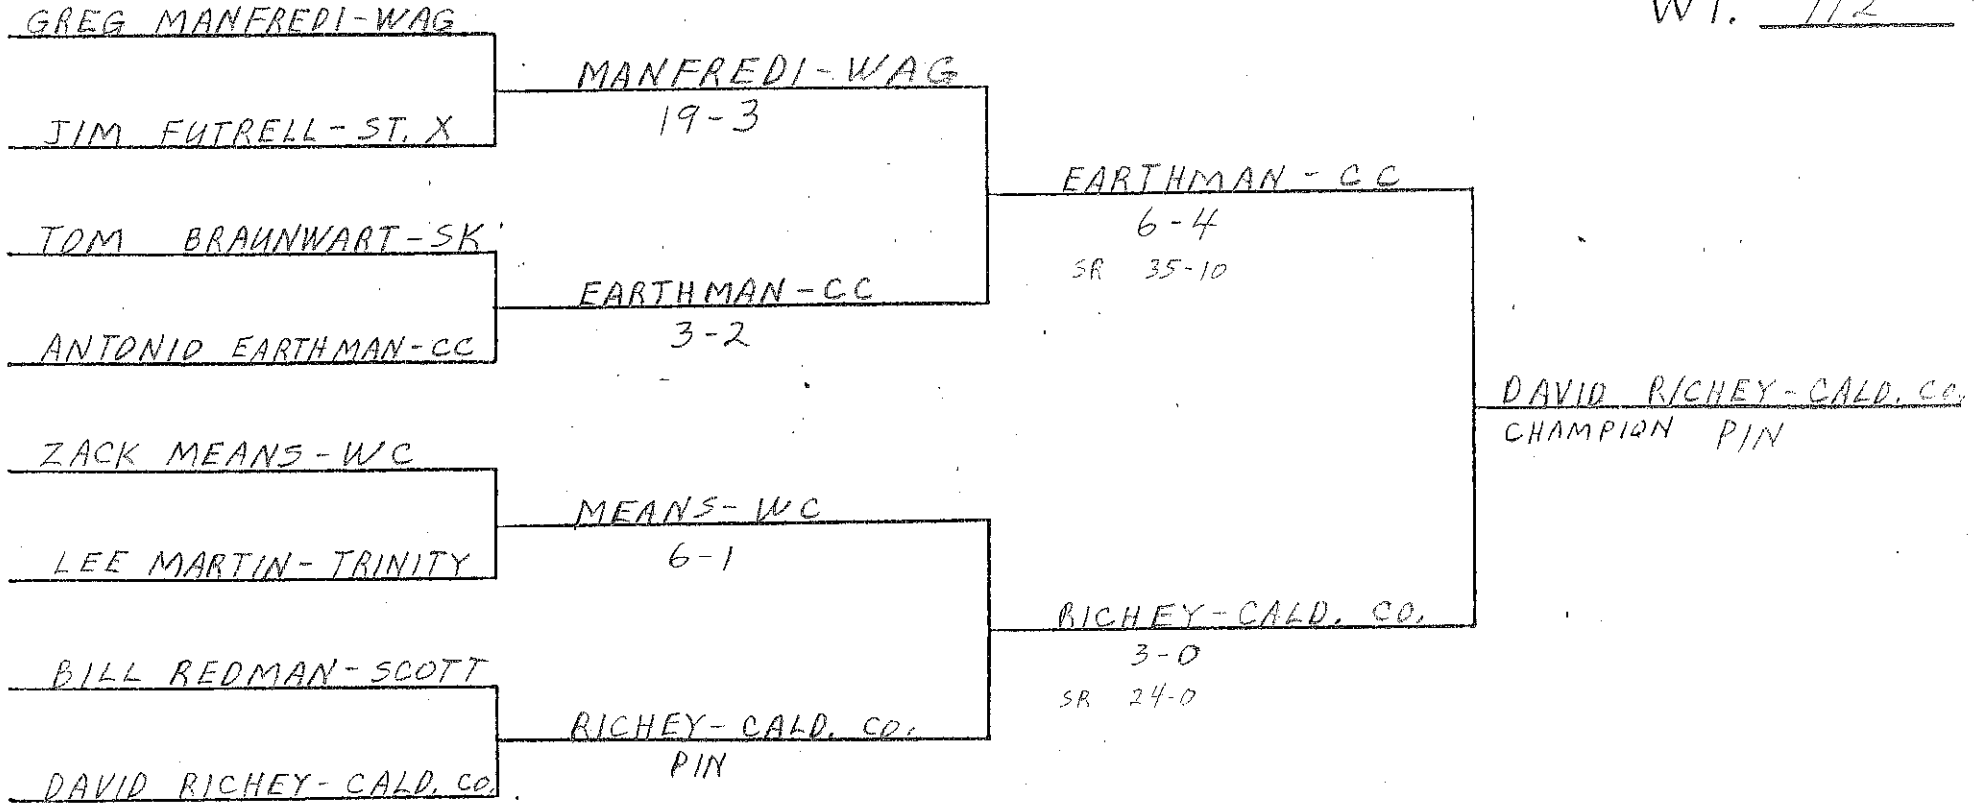 WT. 112
GREG MANFREDI-WAG
MANFREDI-WAG
19-3
JIM FUTRELL-ST. X
EARTHMAN-CC
6-4
SR 35-10
TOM BRAUNWART-SK
EARTHMAN-CC
3-2
ANTONIO EARTHMAN-CC
DAVID RICHEY-CALD. CO.
CHAMPION PIN
ZACK MEANS-WC
MEANS-WC
6-1
LEE MARTIN-TRINITY
RICHEY-CALD. CO.
3-0
SR 24-0
BILL REDMAN-SCOTT
RICHEY-CALD. CO.
PIN
DAVID RICHEY-CALD. CO.